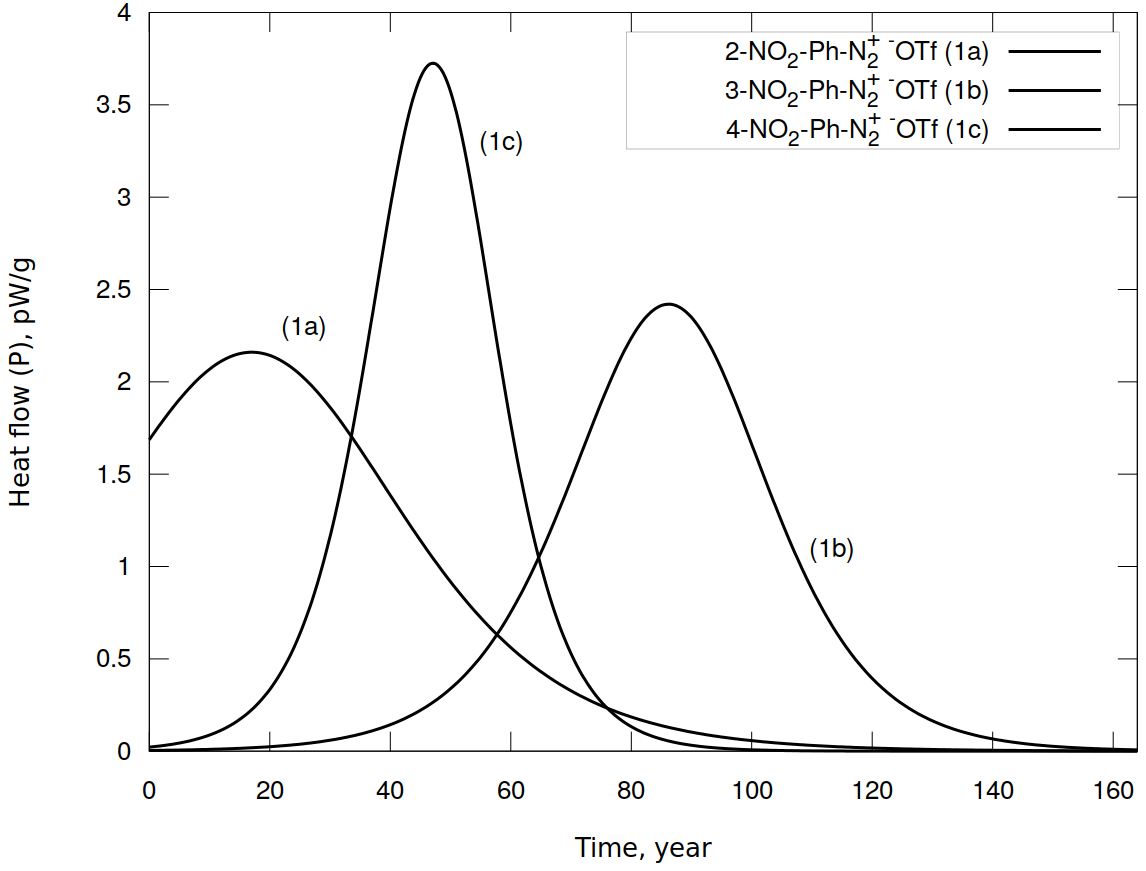 4
3.5
3
2.5
2
1.5
1
0.5
0
0 20 40 60 80 100 120 140 160
Heat flow (P), pW/g
Time, year
2-NO₂-Ph-N₂⁺ ⁻OTf (1a)
3-NO₂-Ph-N₂⁺ ⁻OTf (1b)
4-NO₂-Ph-N₂⁺ ⁻OTf (1c)
(1c)
(1a)
(1b)